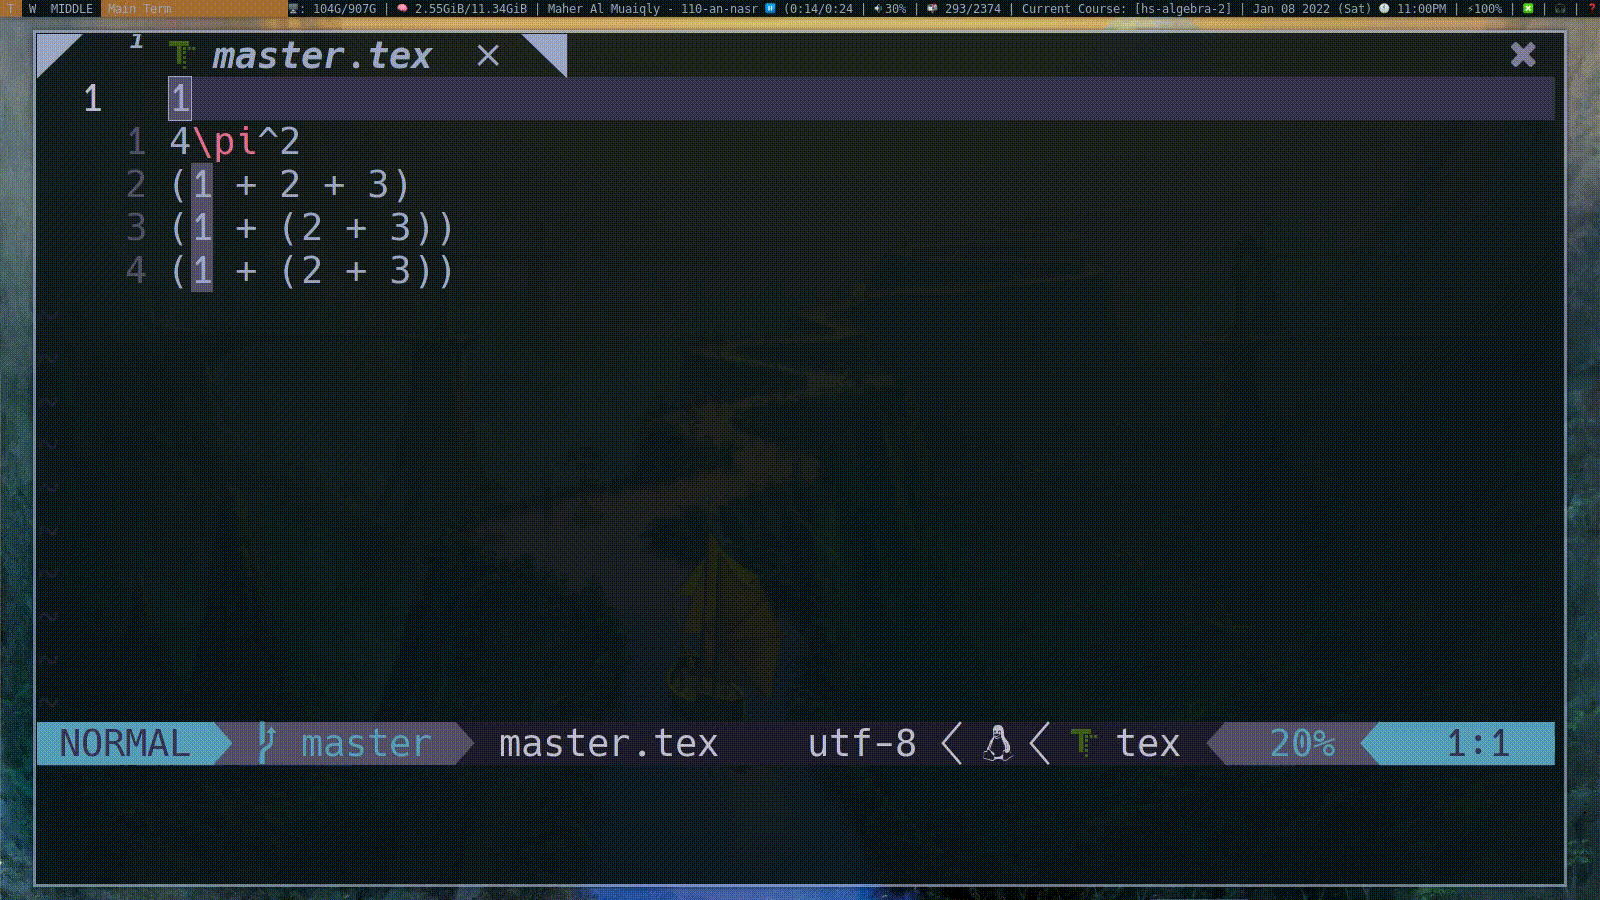 T W MIDDLE Main Term : 104G/907G | 2.55GiB/11.34GiB | Maher Al Muaiqly - 110-an-nasr (0:14/0:24 | 30% | 293/2374 | Current Course: [hs-algebra-2] | Jan 08 2022 (Sat) 11:00PM | ⚡100% | | | ?
1 master.tex ×
1 1
1 4\pi^2
2 (1 + 2 + 3)
3 (1 + (2 + 3))
4 (1 + (2 + 3))
~
~
~
~
~
~
~
~
~
~
NORMAL master master.tex utf-8 tex 20% 1:1